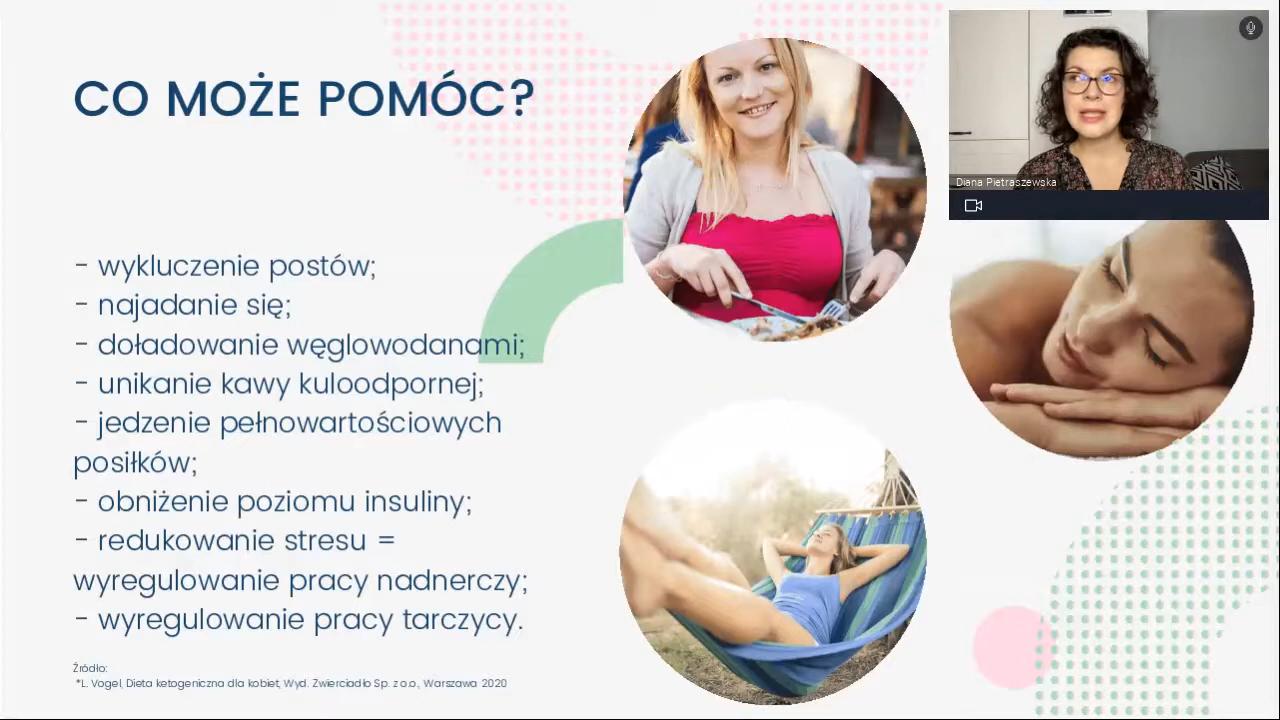 CO MOŻE POMÓC?
- wykluczenie postów;
- najadanie się;
- doładowanie węglowodanami;
- unikanie kawy kuloodpornej;
- jedzenie pełnowartościowych
posiłków;
- obniżenie poziomu insuliny;
- redukowanie stresu =
wyregulowanie pracy nadnerczy;
- wyregulowanie pracy tarczycy.
Źródło:
*L. Vogel, Dieta ketogeniczna dla kobiet, Wyd. Zwierciadło Sp. z o.o., Warszawa 2020
Diana Pietraszewska